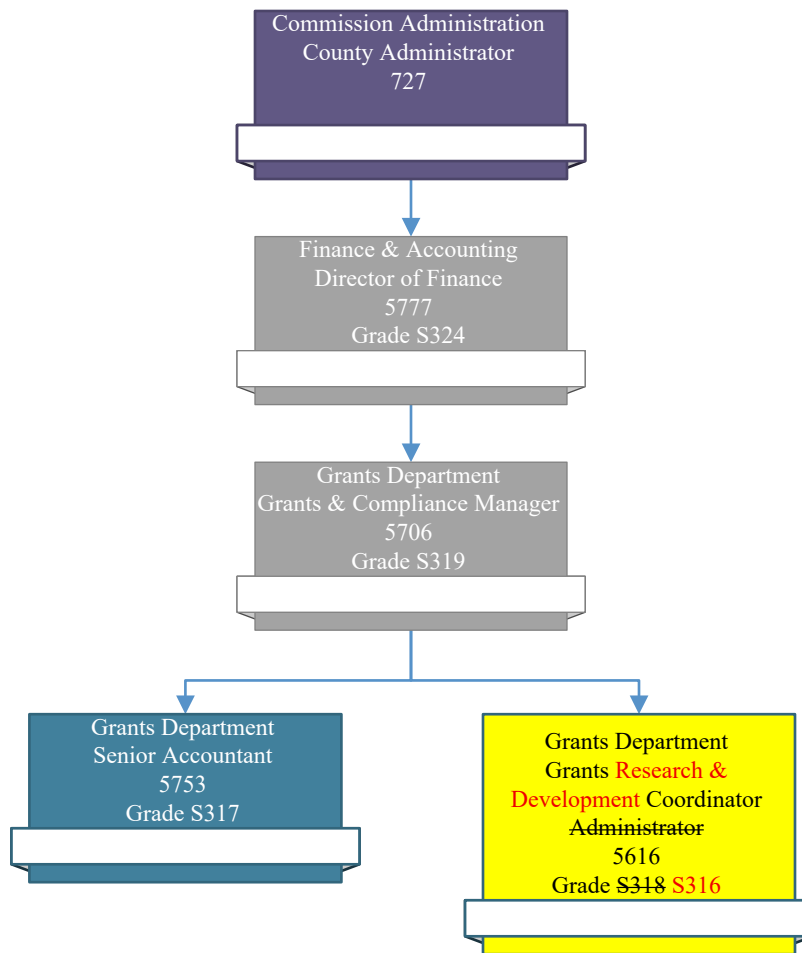 Commission Administration
County Administrator
727
Finance & Accounting
Director of Finance
5777
Grade S324
Grants Department
Grants & Compliance Manager
5706
Grade S319
Grants Department
Senior Accountant
5753
Grade S317
Grants Department
Grants Research &
Development Coordinator
Administrator
5616
Grade S318 S316